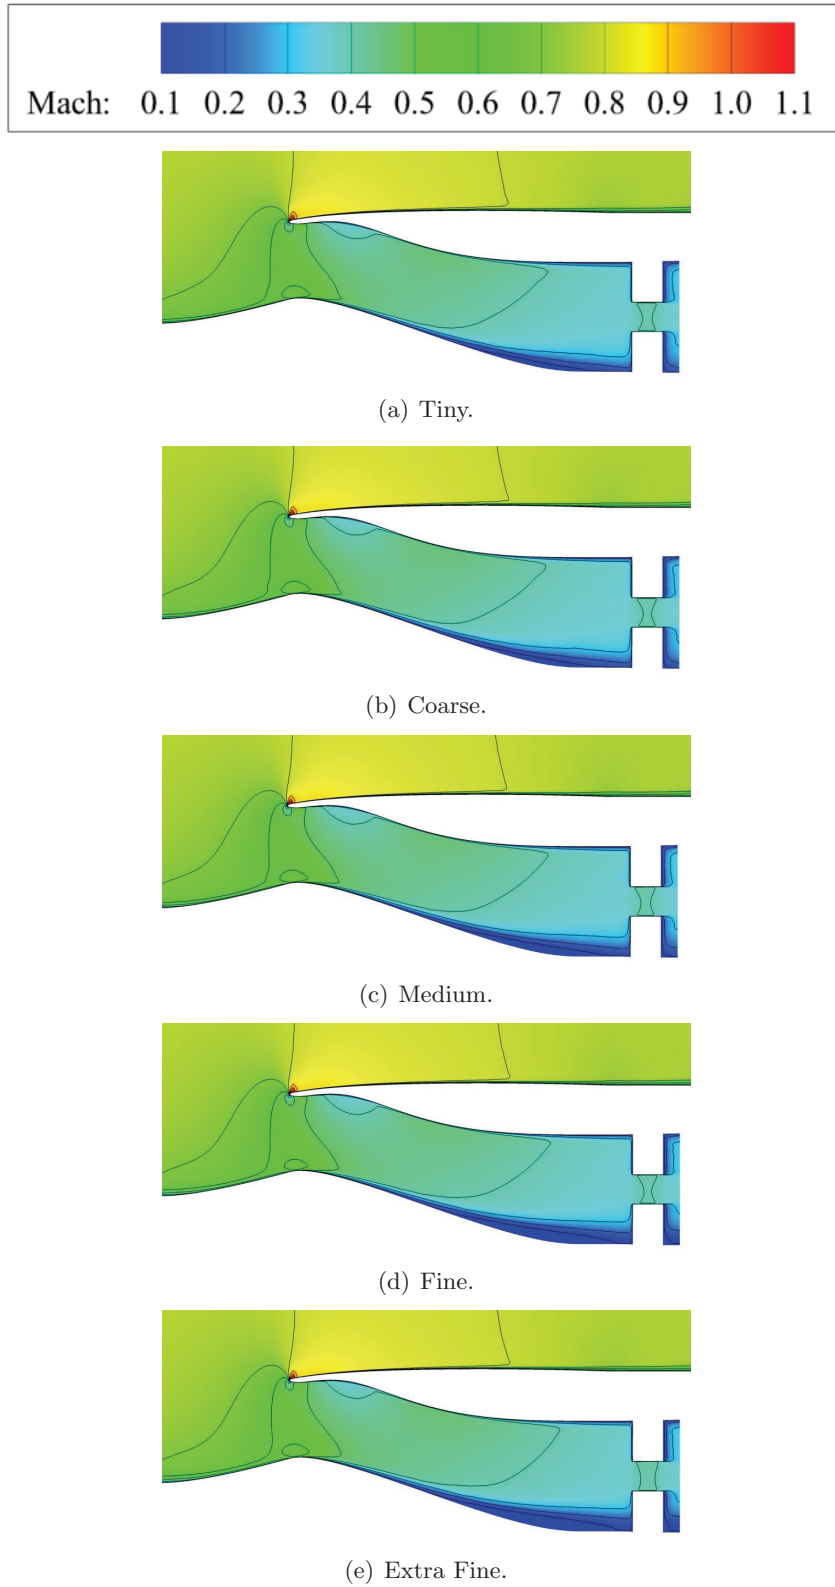 Mach: 0.1 0.2 0.3 0.4 0.5 0.6 0.7 0.8 0.9 1.0 1.1
(a) Tiny.
(b) Coarse.
(c) Medium.
(d) Fine.
(e) Extra Fine.